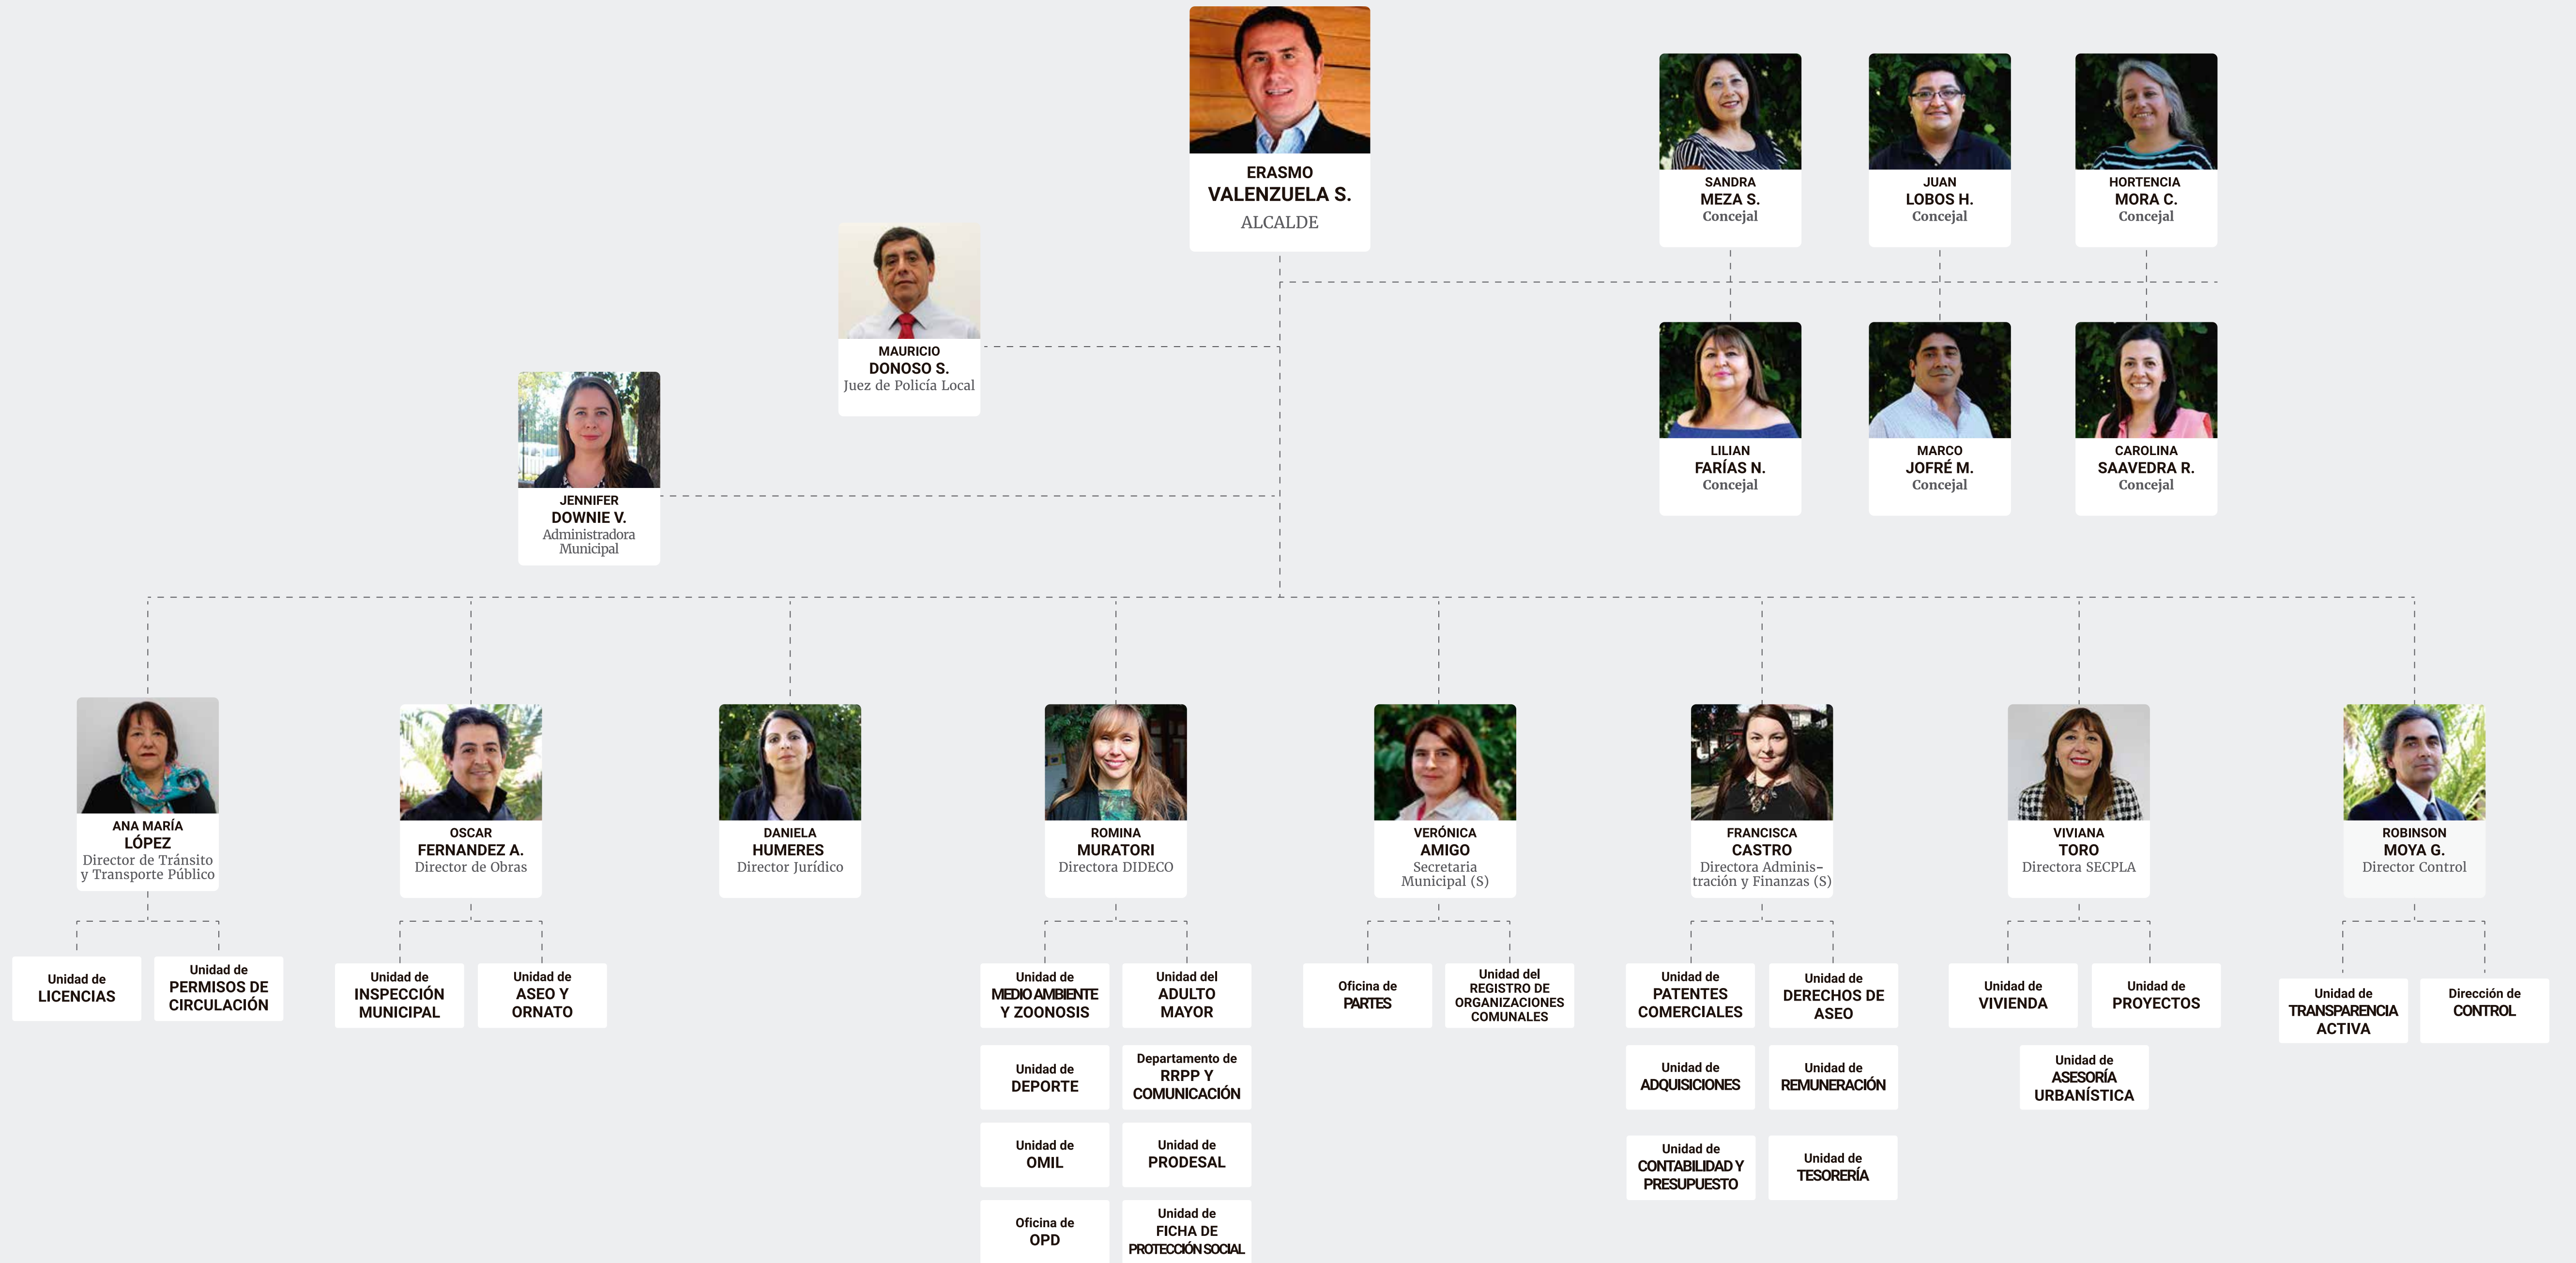 ERASMO
VALENZUELA S.
ALCALDE
SANDRA
MEZA S.
Concejal
JUAN
LOBOS H.
Concejal
HORTENCIA
MORA C.
Concejal
MAURICIO
DONOSO S.
Juez de Policía Local
LILIAN
FARÍAS N.
Concejal
MARCO
JOFRÉ M.
Concejal
CAROLINA
SAAVEDRA R.
Concejal
JENNIFER
DOWNIE V.
Administradora
Municipal
ANA MARÍA
LÓPEZ
Director de Tránsito
y Transporte Público
OSCAR
FERNANDEZ A.
Director de Obras
DANIELA
HUMERES
Director Jurídico
ROMINA
MURATORI
Directora DIDECO
VERÓNICA
AMIGO
Secretaria
Municipal (S)
FRANCISCA
CASTRO
Directora Adminis-
tración y Finanzas (S)
VIVIANA
TORO
Directora SECPLA
ROBINSON
MOYA G.
Director Control
Unidad de
LICENCIAS
Unidad de
PERMISOS DE
CIRCULACIÓN
Unidad de
INSPECCIÓN
MUNICIPAL
Unidad de
ASEO Y
ORNATO
Unidad de
MEDIO AMBIENTE
Y ZOONOSIS
Unidad del
ADULTO
MAYOR
Oficina de
PARTES
Unidad del
REGISTRO DE
ORGANIZACIONES
COMUNALES
Unidad de
PATENTES
COMERCIALES
Unidad de
DERECHOS DE
ASEO
Unidad de
VIVIENDA
Unidad de
PROYECTOS
Unidad de
TRANSPARENCIA
ACTIVA
Dirección de
CONTROL
Unidad de
DEPORTE
Departamento de
RRPP Y
COMUNICACIÓN
Unidad de
ADQUISICIONES
Unidad de
REMUNERACIÓN
Unidad de
ASESORÍA
URBANÍSTICA
Unidad de
OMIL
Unidad de
PRODESAL
Unidad de
CONTABILIDAD Y
PRESUPUESTO
Unidad de
TESORERÍA
Oficina de
OPD
Unidad de
FICHA DE
PROTECCIÓN SOCIAL